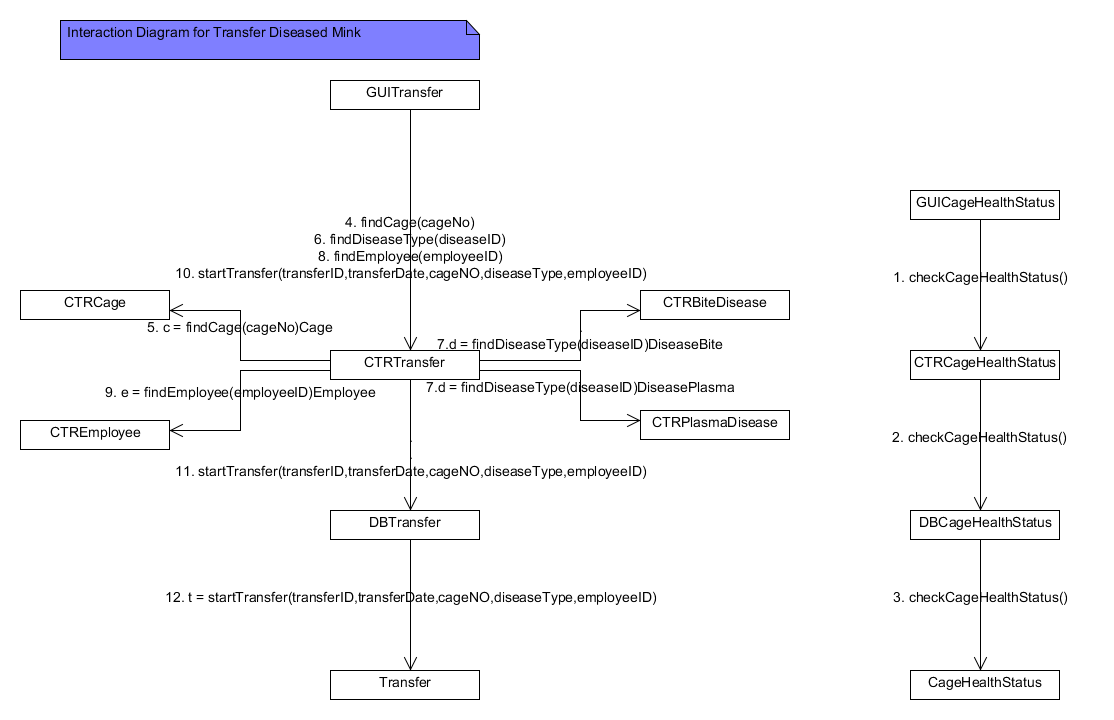 Interaction Diagram for Transfer Diseased Mink
GUITransfer
GUICageHealthStatus
4. findCage(cageNo)
6. findDiseaseType(diseaseID)
8. findEmployee(employeeID)
10. startTransfer(transferID,transferDate,cageNO,diseaseType,employeeID)
1. checkCageHealthStatus()
CTRCage
CTRBiteDisease
5. c = findCage(cageNo)Cage
7.d = findDiseaseType(diseaseID)DiseaseBite
CTRTransfer
CTRCageHealthStatus
9. e = findEmployee(employeeID)Employee
7.d = findDiseaseType(diseaseID)DiseasePlasma
CTREmployee
CTRPlasmaDisease
2. checkCageHealthStatus()
11. startTransfer(transferID,transferDate,cageNO,diseaseType,employeeID)
DBTransfer
DBCageHealthStatus
12. t = startTransfer(transferID,transferDate,cageNO,diseaseType,employeeID)
3. checkCageHealthStatus()
Transfer
CageHealthStatus